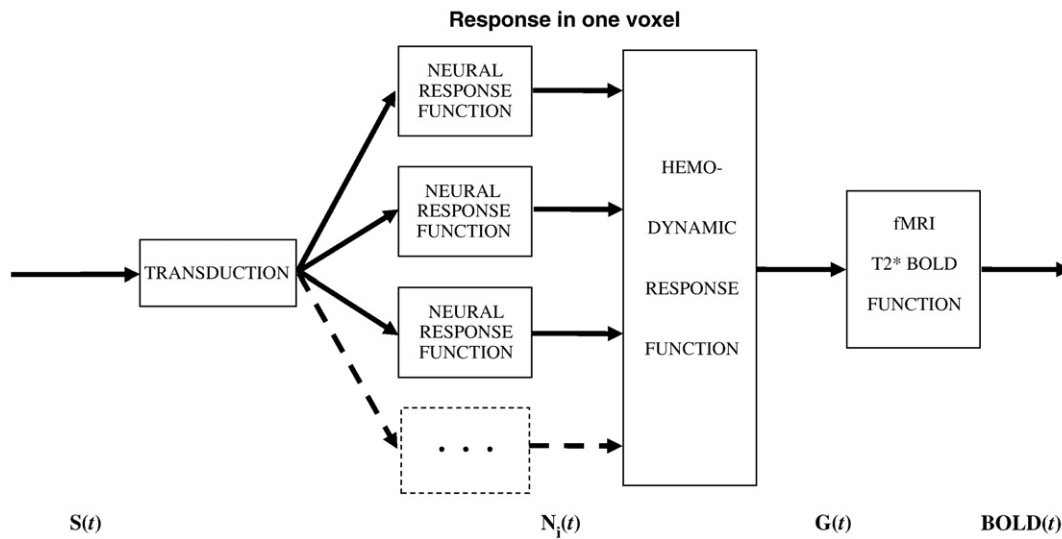 Response in one voxel
NEURAL
RESPONSE
FUNCTION
NEURAL
RESPONSE
FUNCTION
NEURAL
RESPONSE
FUNCTION
. . .
TRANSDUCTION
HEMO-
DYNAMIC
RESPONSE
FUNCTION
fMRI
T2* BOLD
FUNCTION
S(t)
N_i(t)
G(t)
BOLD(t)